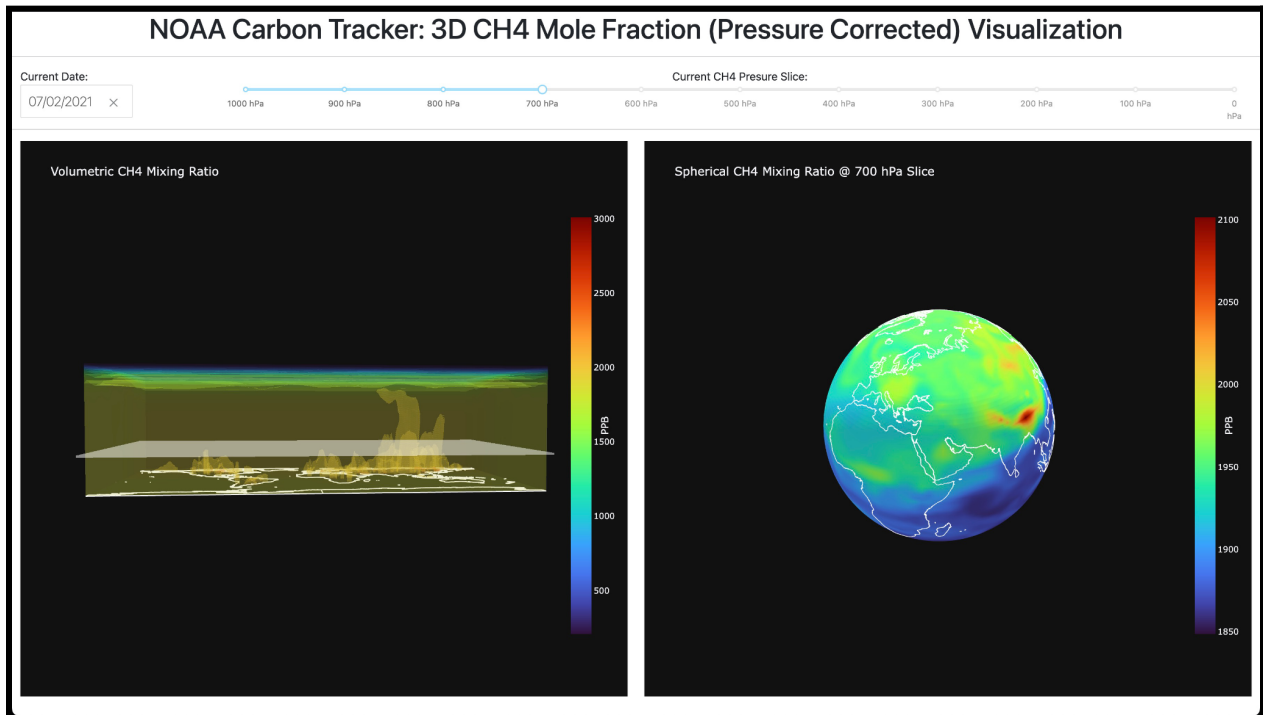 NOAA Carbon Tracker: 3D CH4 Mole Fraction (Pressure Corrected) Visualization
Current Date:
07/02/2021 ×
Current CH4 Presure Slice:
1000 hPa 900 hPa 800 hPa 700 hPa 600 hPa 500 hPa 400 hPa 300 hPa 200 hPa 100 hPa 0
hPa
Volumetric CH4 Mixing Ratio
3000
2500
2000
1500
1000
500
PPB
Spherical CH4 Mixing Ratio @ 700 hPa Slice
2100
2050
2000
1950
1900
1850
PPB